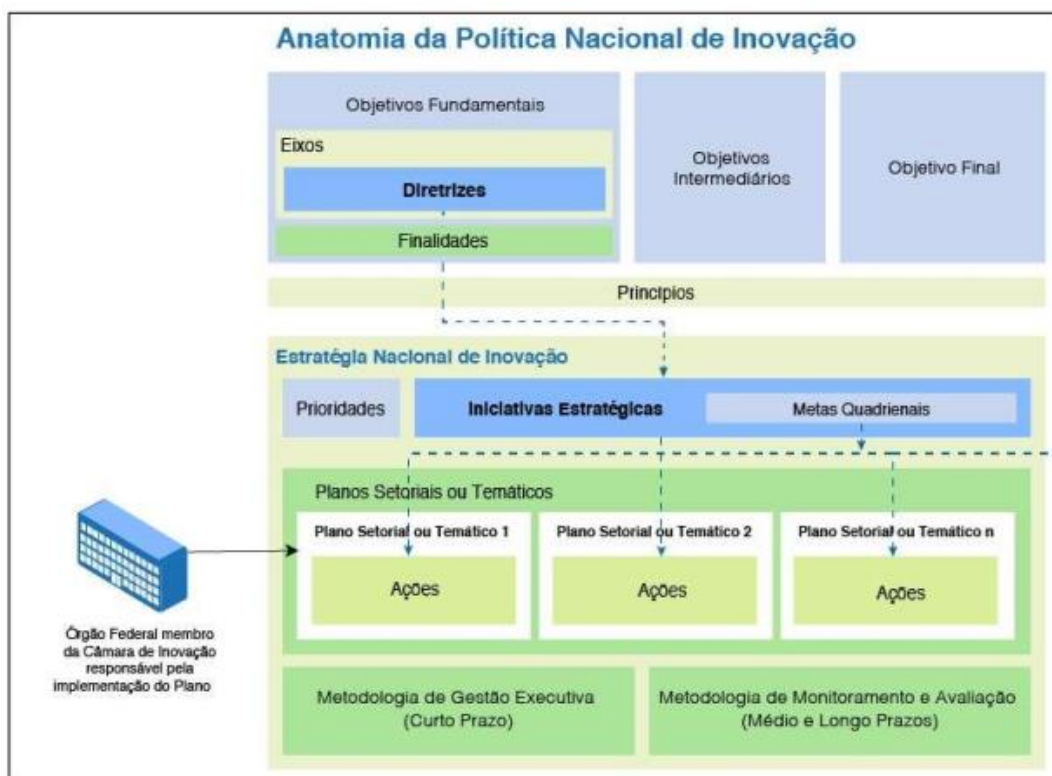 Anatomia da Política Nacional de Inovação
Objetivos Fundamentais
Eixos
Diretrizes
Finalidades
Objetivos
Intermediários
Objetivo Final
Princípios
Estratégia Nacional de Inovação
Prioridades
Iniciativas Estratégicas
Metas Quadrienais
Planos Setoriais ou Temáticos
Plano Setorial ou Temático 1
Plano Setorial ou Temático 2
Plano Setorial ou Temático n
Ações
Ações
Ações
Órgão Federal membro
da Câmara de Inovação
responsável pela
implementação do Plano
Metodologia de Gestão Executiva
(Curto Prazo)
Metodologia de Monitoramento e Avaliação
(Médio e Longo Prazos)